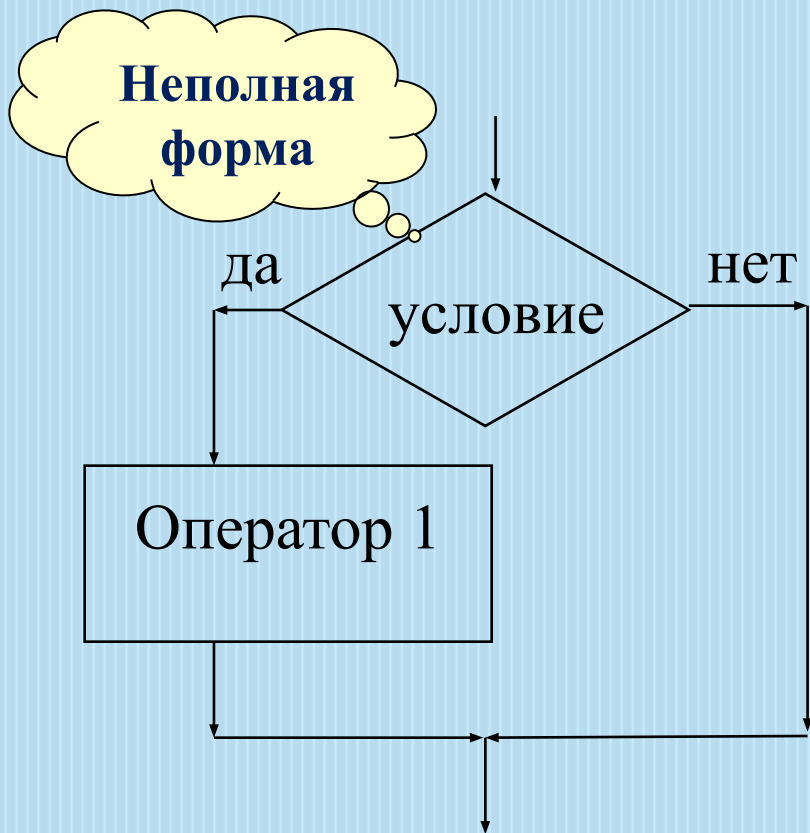 Неполная
форма
да
нет
условие
Оператор 1